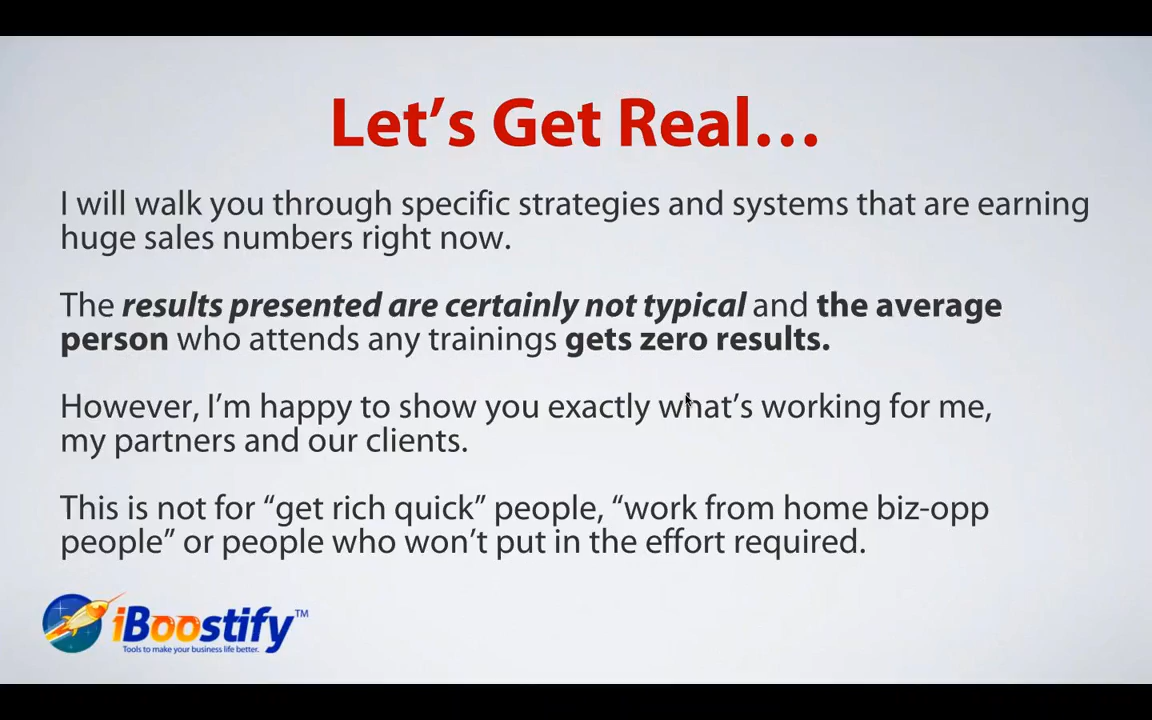 Let’s Get Real…
I will walk you through specific strategies and systems that are earning
huge sales numbers right now.
The results presented are certainly not typical and the average
person who attends any trainings gets zero results.
However, I’m happy to show you exactly what’s working for me,
my partners and our clients.
This is not for “get rich quick” people, “work from home biz-opp
people” or people who won’t put in the effort required.
iBoostify™
Tools to make your business life better.